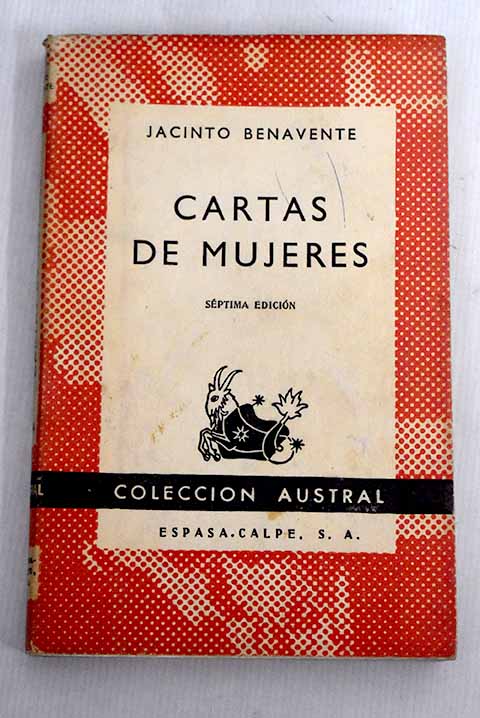 JACINTO BENAVENTE
CARTAS
DE MUJERES
SÉPTIMA EDICIÓN
COLECCION AUSTRAL
ESPASA-CALPE, S. A.